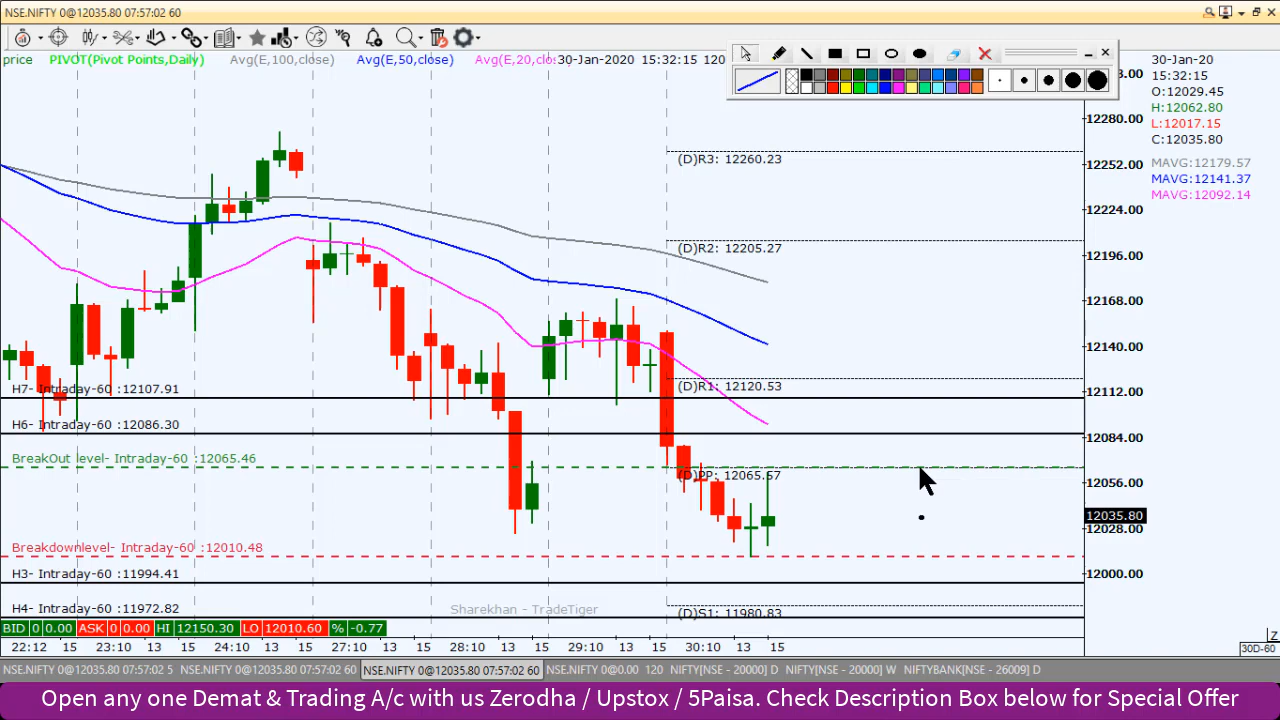 NSE.NIFTY 0@12035.80 07:57:02 60
price PIVOT(Pivot Points,Daily) Avg(E,100,close) Avg(E,50,close) Avg(E,20,clos 30-Jan-2020 15:32:15 120
30-Jan-20
15:32:15
O:12029.45
H:12062.80
L:12017.15
C:12035.80
MAVG:12179.57
MAVG:12141.37
MAVG:12092.14
3.00
12280.00
12252.00
12224.00
12196.00
12168.00
12140.00
12112.00
12084.00
12056.00
12035.80
12028.00
12000.00
(D)R3: 12260.23
(D)R2: 12205.27
(D)R1: 12120.53
H7- Intraday-60 :12107.91
H6- Intraday-60 :12086.30
BreakOut level- Intraday-60 :12065.46
(D)PP: 12065.57
Breakdownlevel- Intraday-60 :12010.48
H3- Intraday-60 :11994.41
H4- Intraday-60 :11972.82
(D)S1: 11980.83
Sharekhan - TradeTiger
BID 0 0.00 ASK 0 0.00 HI 12150.30 LO 12010.60 % -0.77
22:12 15 23:10 13 15 24:10 13 15 27:10 13 15 28:10 13 15 29:10 13 15 30:10 13 15
Z
30D-60
NSE.NIFTY 0@12035.80 07:57:02 5 NSE.NIFTY 0@12035.80 07:57:02 60 NSE.NIFTY 0@12035.80 07:57:02 60 NSE.NIFTY 0@0.00 120 NIFTY[NSE - 20000] D NIFTY[NSE - 20000] W NIFTYBANK[NSE - 26009] D
Open any one Demat & Trading A/c with us Zerodha / Upstox / 5Paisa. Check Description Box below for Special Offer